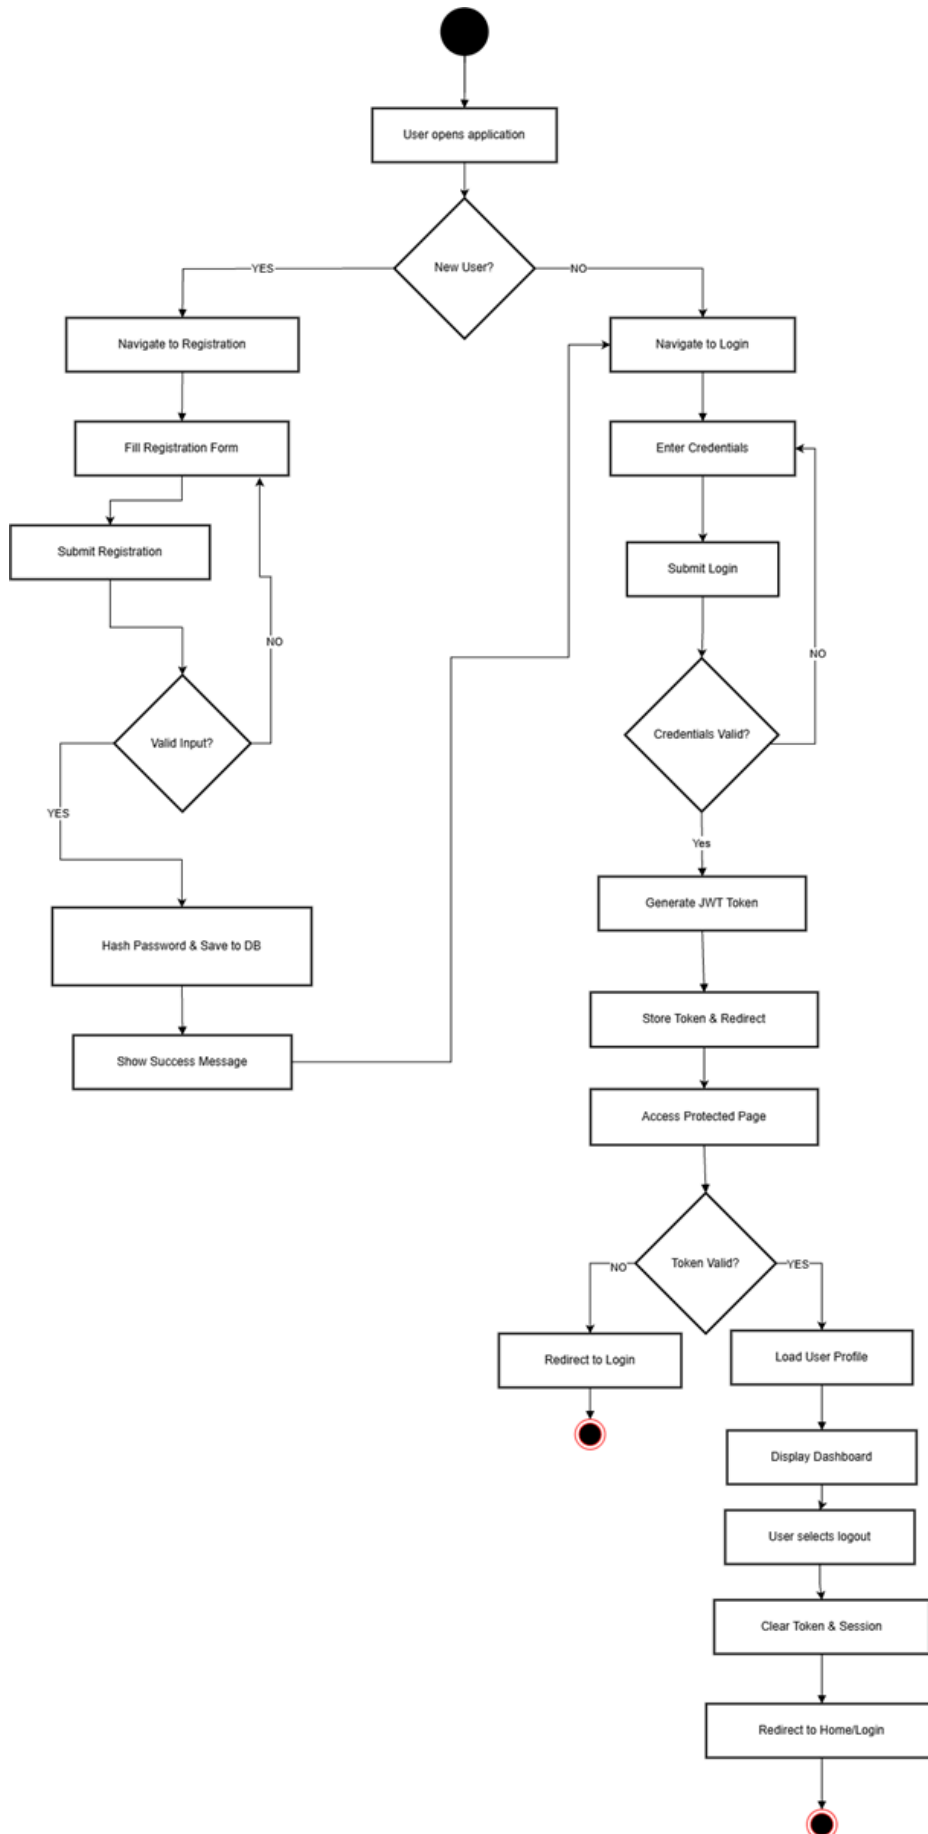 User opens application
New User?
YES
NO
Navigate to Registration
Navigate to Login
Fill Registration Form
Enter Credentials
Submit Registration
Submit Login
NO
NO
Valid Input?
Credentials Valid?
YES
Yes
Generate JWT Token
Hash Password & Save to DB
Store Token & Redirect
Show Success Message
Access Protected Page
Token Valid?
NO
YES
Redirect to Login
Load User Profile
Display Dashboard
User selects logout
Clear Token & Session
Redirect to Home/Login